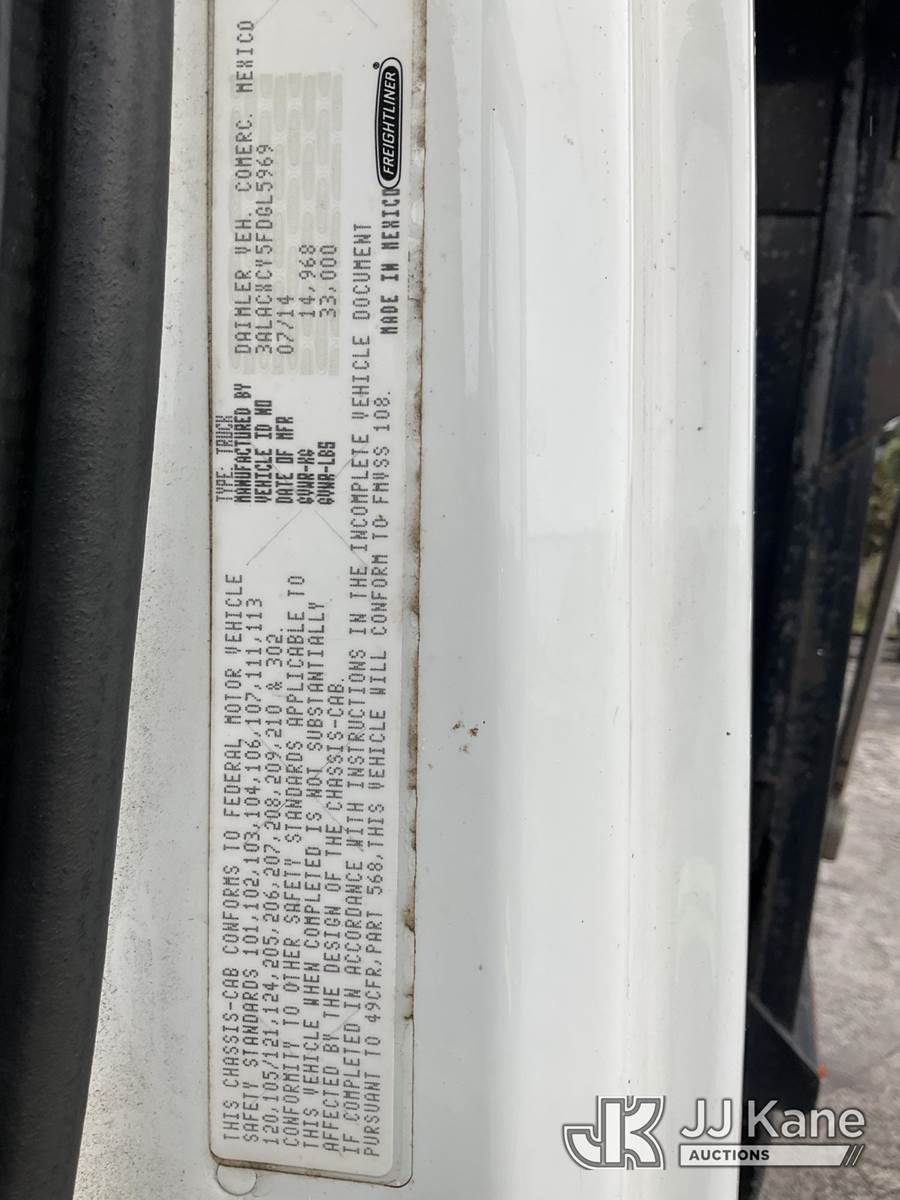 THIS CHASSIS-CAB CONFORMS TO FEDERAL MOTOR VEHICLE
SAFETY STANDARDS 101,102,103,104,106,107,111,113
120,105/121,124,205,206,207,208,209,210 & 302.
CONFORMITY TO OTHER SAFETY STANDARDS APPLICABLE TO
THIS VEHICLE WHEN COMPLETED IS NOT SUBSTANTIALLY
AFFECTED BY THE DESIGN OF THE CHASSIS-CAB.
IF COMPLETED IN ACCORDANCE WITH INSTRUCTIONS IN THE INCOMPLETE VEHICLE DOCUMENT
PURSUANT TO 49CFR,PART 568,THIS VEHICLE WILL CONFORM TO FMVSS 108.
TYPE: TRUCK
MANUFACTURED BY DAIMLER VEH. COMERC. MEXICO
VEHICLE ID NO 3ALACXCY5FDGL5969
DATE OF MFR 07/14
GVWR-KG 14,968
GVWR-LBS 33,000
MADE IN MEXICO
FREIGHTLINER®
JK JJ Kane
AUCTIONS